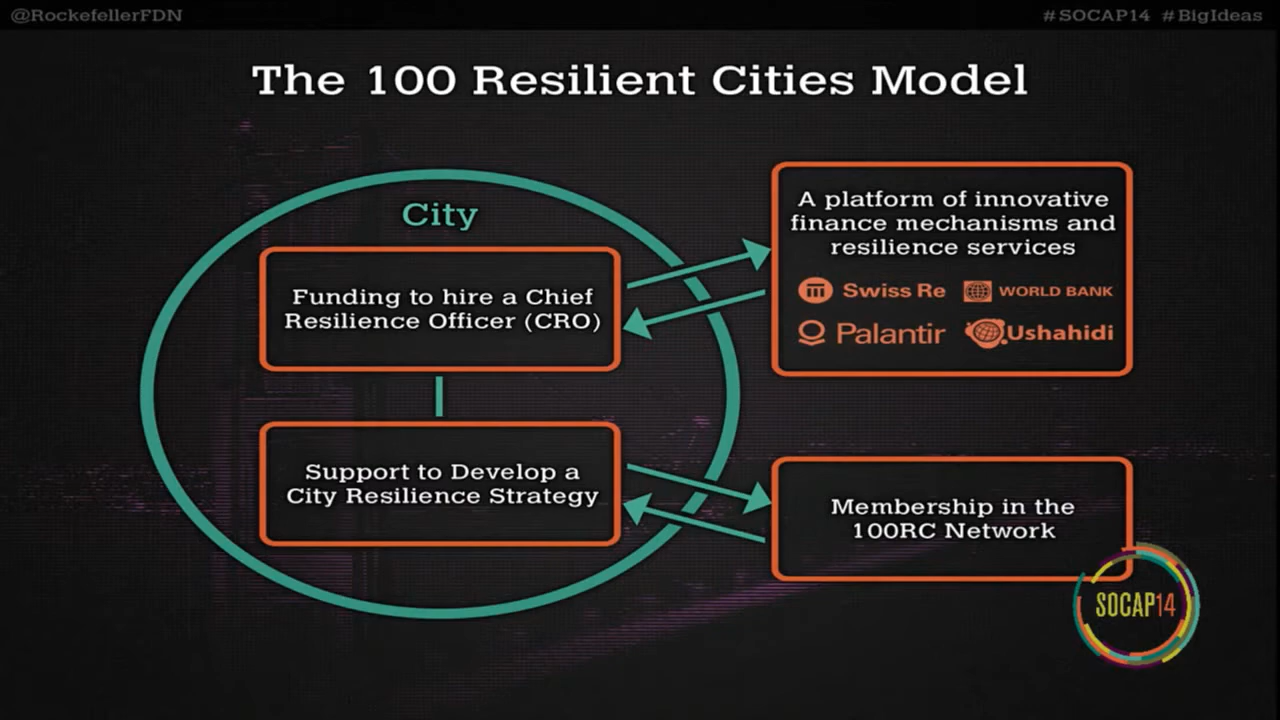 @RockefellerFDN
#SOCAP14 #BigIdeas
The 100 Resilient Cities Model
City
Funding to hire a Chief
Resilience Officer (CRO)
Support to Develop a
City Resilience Strategy
A platform of innovative
finance mechanisms and
resilience services
Swiss Re WORLD BANK
Palantir Ushahidi
Membership in the
100RC Network
SOCAP14